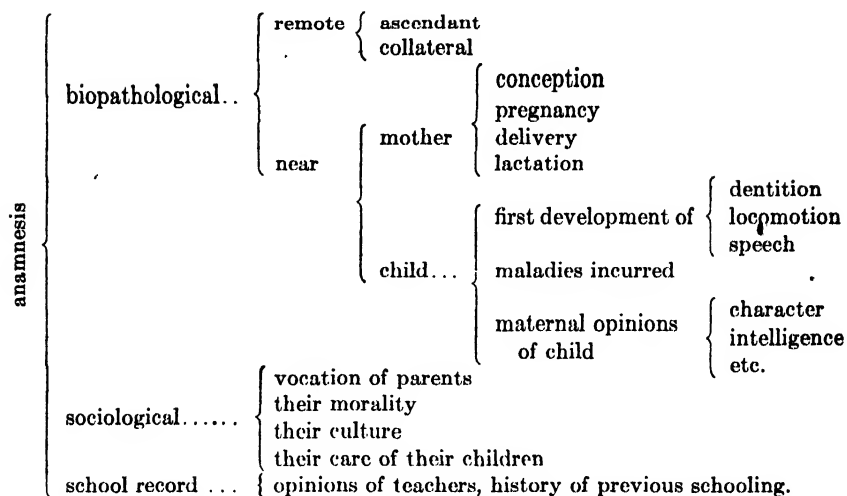 anamnesis
biopathological..
remote
ascendant
collateral
near
mother
conception
pregnancy
delivery
lactation
child...
first development of
dentition
locomotion
speech
maladies incurred
maternal opinions
of child
character
intelligence
etc.
sociological......
vocation of parents
their morality
their culture
their care of their children
school record ...
opinions of teachers, history of previous schooling.